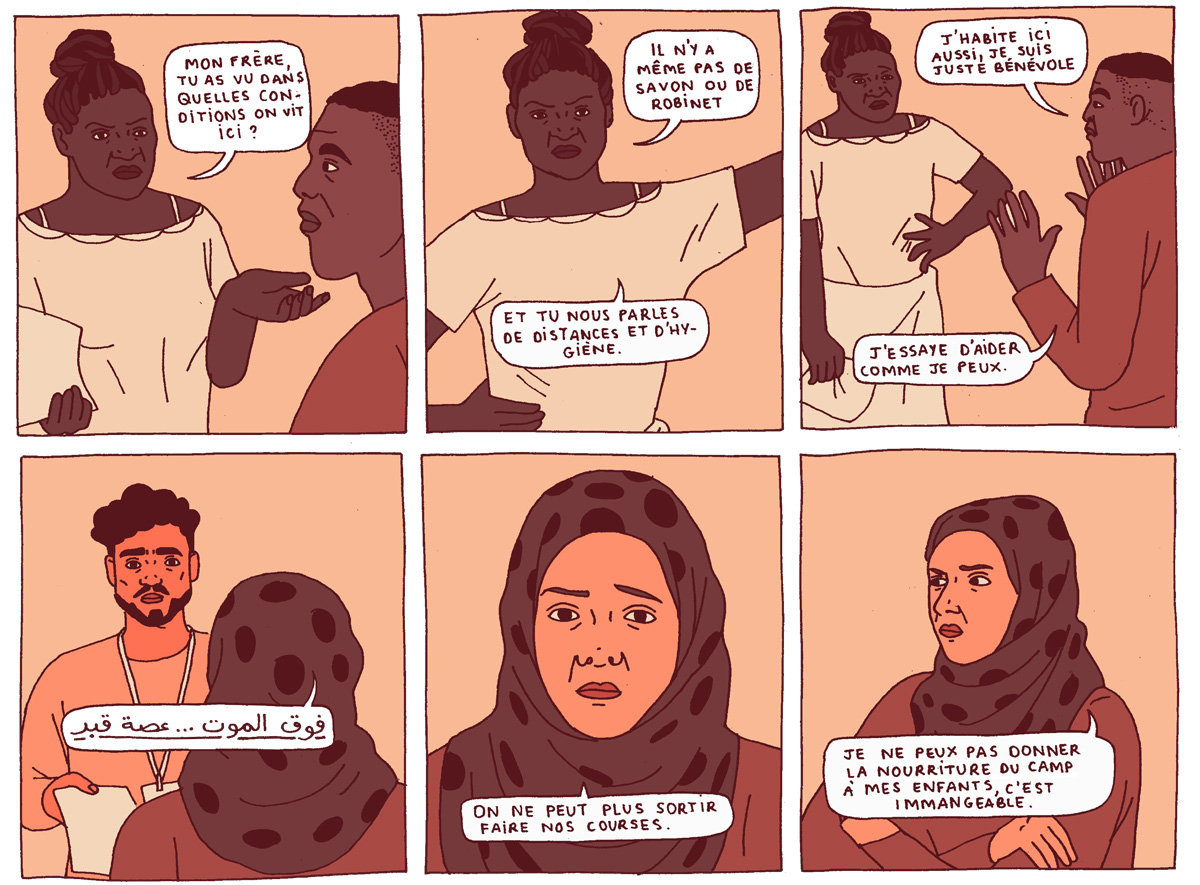 MON FRÈRE,
TU AS VU DANS
QUELLES CON-
DITIONS ON VIT
ICI ?
IL N'Y A
MÊME PAS DE
SAVON OU DE
ROBINET
ET TU NOUS PARLES
DE DISTANCES ET D'HY-
GIÈNE.
J'HABITE ICI
AUSSI, JE SUIS
JUSTE BÉNÉVOLE
J'ESSAYE D'AIDER
COMME JE PEUX.
فوق الموت... عصة قبر
ON NE PEUT PLUS SORTIR
FAIRE NOS COURSES.
JE NE PEUX PAS DONNER
LA NOURRITURE DU CAMP
À MES ENFANTS, C'EST
IMMANGEABLE.